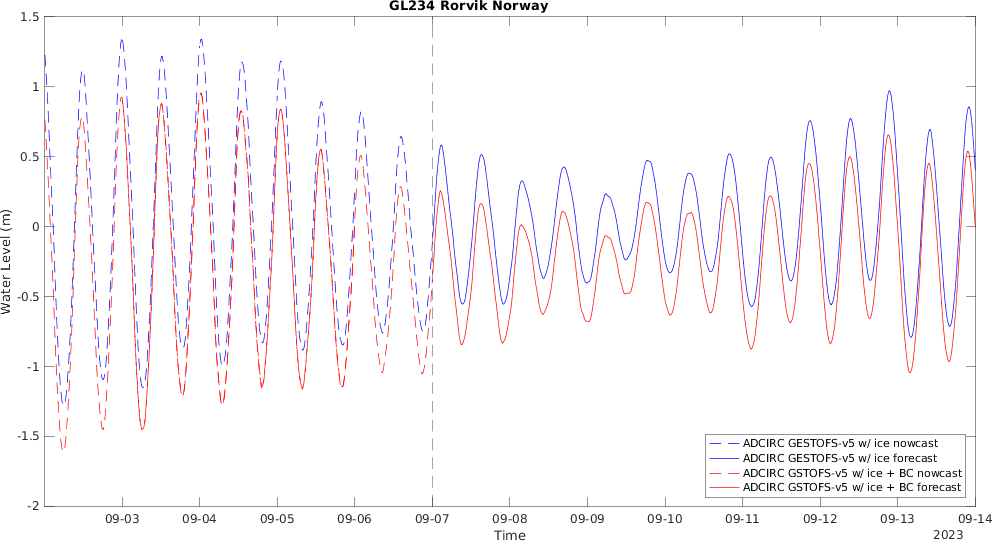 GL234 Rorvik Norway
1.5
1
0.5
0
-0.5
-1
-1.5
-2
Water Level (m)
09-03 09-04 09-05 09-06 09-07 09-08 09-09 09-10 09-11 09-12 09-13 09-14
Time
2023
ADCIRC GESTOFS-v5 w/ ice nowcast
ADCIRC GESTOFS-v5 w/ ice forecast
ADCIRC GSTOFS-v5 w/ ice + BC nowcast
ADCIRC GSTOFS-v5 w/ ice + BC forecast